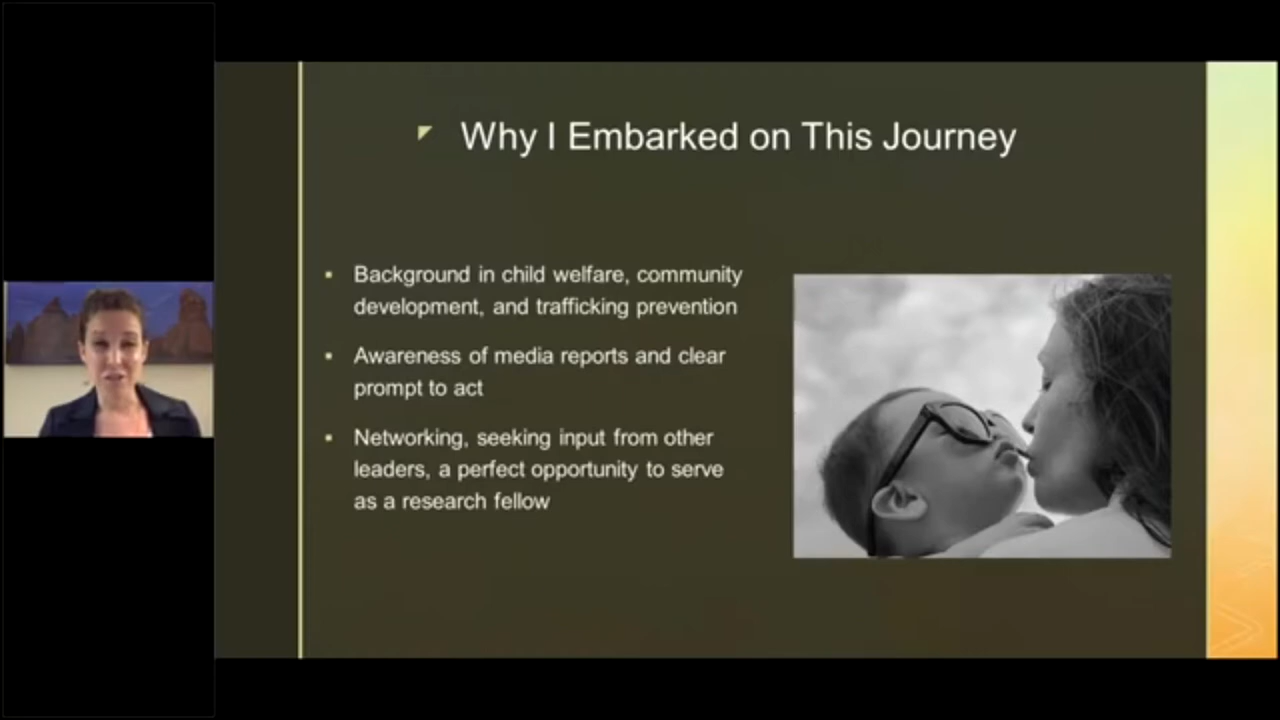 Why I Embarked on This Journey
Background in child welfare, community
development, and trafficking prevention
Awareness of media reports and clear
prompt to act
Networking, seeking input from other
leaders, a perfect opportunity to serve
as a research fellow